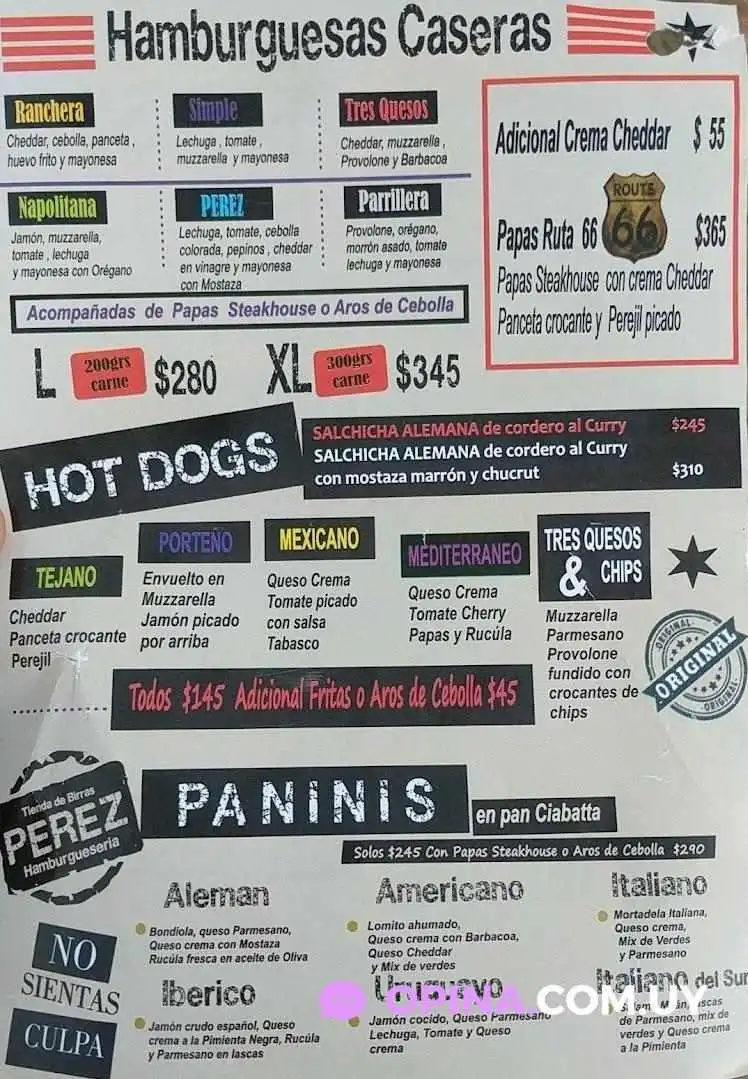 Hamburguesas Caseras
Ranchera
Cheddar, cebolla, panceta,
huevo frito y mayonesa
Simple
Lechuga, tomate,
muzzarella y mayonesa
Tres Quesos
Cheddar, muzzarella,
Provolone y Barbacoa
Napolitana
Jamón, muzzarella,
tomate, lechuga
y mayonesa con Orégano
PEREZ
Lechuga, tomate, cebolla
colorada, pepinos, cheddar
en vinagre y mayonesa
con Mostaza
Parrillera
Provolone, orégano,
morrón asado, tomate
lechuga y mayonesa
Acompañadas de Papas Steakhouse o Aros de Cebolla
L 200grs carne $280 XL 300grs carne $345
Adicional Crema Cheddar $ 55
ROUTE
66
Papas Ruta 66 $365
Papas Steakhouse con crema Cheddar
Panceta crocante y Perejil picado
HOT DOGS
SALCHICHA ALEMANA de cordero al Curry $245
SALCHICHA ALEMANA de cordero al Curry
con mostaza marrón y chucrut $310
TEJANO
Cheddar
Panceta crocante
Perejil
PORTEÑO
Envuelto en
Muzzarella
Jamón picado
por arriba
MEXICANO
Queso Crema
Tomate picado
con salsa
Tabasco
MEDITERRANEO
Queso Crema
Tomate Cherry
Papas y Rucúla
TRES QUESOS
& CHIPS
Muzzarella
Parmesano
Provolone
fundido con
crocantes de
chips
ORIGINAL
ORIGINAL
ORIGINAL
Todos $145 Adicional Fritas o Aros de Cebolla $45
Tienda de Birras
PEREZ
Hamburgueseria
PANINIS
en pan Ciabatta
Solos $245 Con Papas Steakhouse o Aros de Cebolla $290
Aleman
Bondiola, queso Parmesano,
Queso crema con Mostaza
Rucúla fresca en aceite de Oliva
Americano
Lomito ahumado,
Queso crema con Barbacoa,
Queso Cheddar
y Mix de verdes
Italiano
Mortadela Italiana,
Queso crema,
Mix de Verdes
y Parmesano
NO
SIENTAS
CULPA
Iberico
Jamón crudo español, Queso
crema a la Pimienta Negra, Rucúla
y Parmesano en lascas
Uruguayo
Jamón cocido, Queso Parmesano
Lechuga, Tomate y Queso
crema
Italiano del Sur
Salame Milán, lascas
de Parmesano, mix de
verdes y Queso crema
a la Pimienta
OPINA.COM.UY